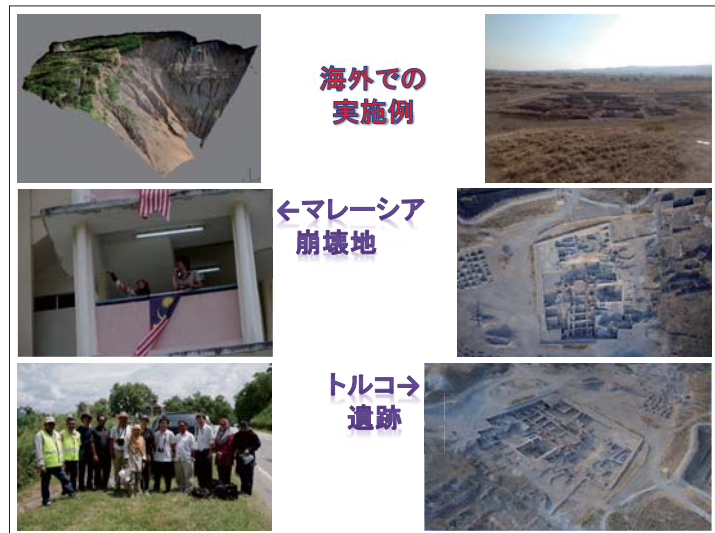 海外での
実施例
←マレーシア
崩壊地
トルコ→
遺跡